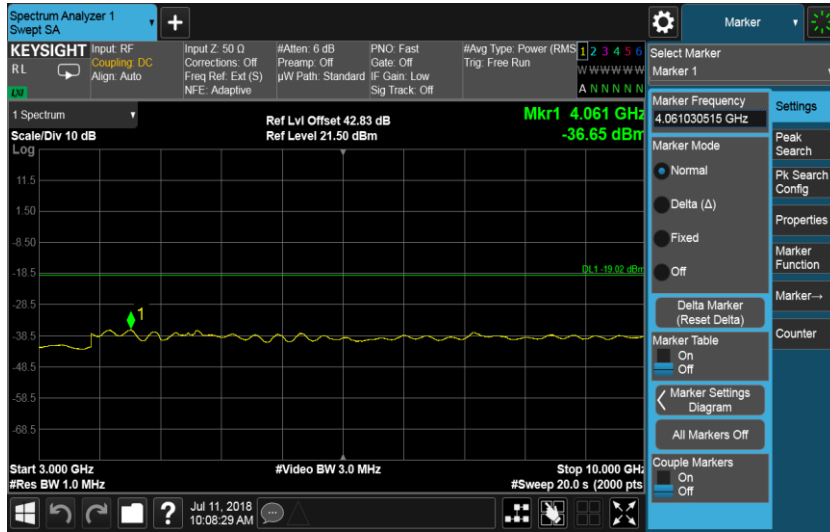 Spectrum Analyzer 1
Swept SA
Marker
KEYSIGHT
R L
LXI
Input: RF
Coupling: DC
Align: Auto
Input Z: 50 Ω
Corrections: Off
Freq Ref: Ext (S)
NFE: Adaptive
#Atten: 6 dB
Preamp: Off
µW Path: Standard
PNO: Fast
Gate: Off
IF Gain: Low
Sig Track: Off
#Avg Type: Power (RMS
Trig: Free Run
1 2 3 4 5 6
W W W W W W
A N N N N N
Select Marker
Marker 1
1 Spectrum
Scale/Div 10 dB
Log
Ref Lvl Offset 42.83 dB
Ref Level 21.50 dBm
Mkr1 4.061 GHz
-36.65 dBm
11.5
1.50
-8.50
-18.5
-28.5
-38.5
-48.5
-58.5
-68.5
DL1 -19.02 dBm
1
Start 3.000 GHz
#Res BW 1.0 MHz
#Video BW 3.0 MHz
Stop 10.000 GHz
#Sweep 20.0 s (2000 pts
Marker Frequency
4.061030515 GHz
Marker Mode
Normal
Delta (Δ)
Fixed
Off
Delta Marker
(Reset Delta)
Marker Table
On
Off
Marker Settings
Diagram
All Markers Off
Couple Markers
On
Off
Settings
Peak
Search
Pk Search
Config
Properties
Marker
Function
Marker→
Counter
?
Jul 11, 2018
10:08:29 AM